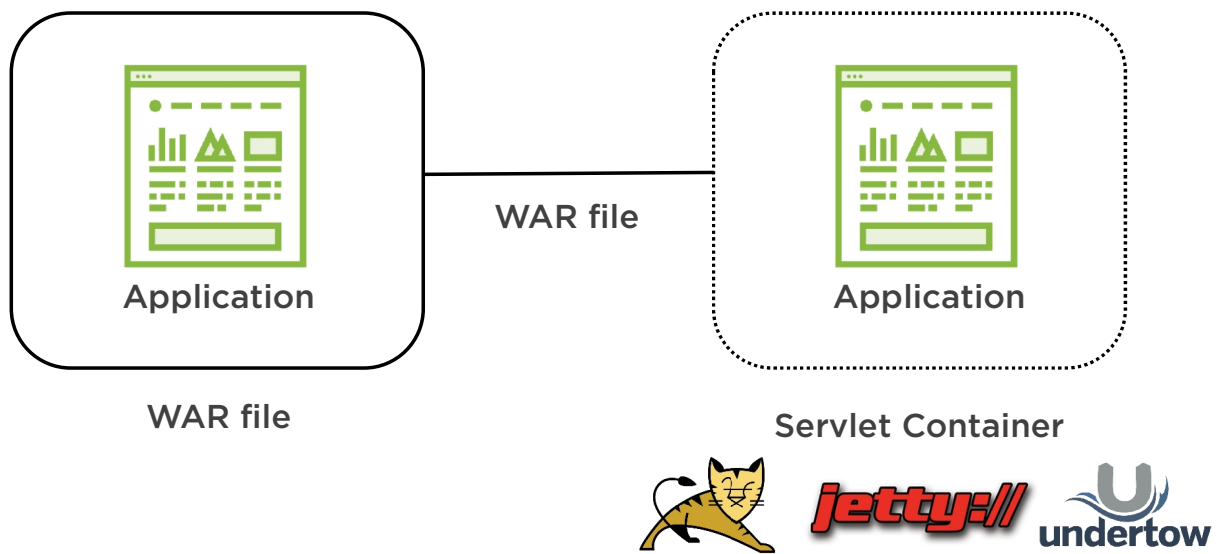 Application
WAR file
WAR file
Application
Servlet Container
jetty://
undertow